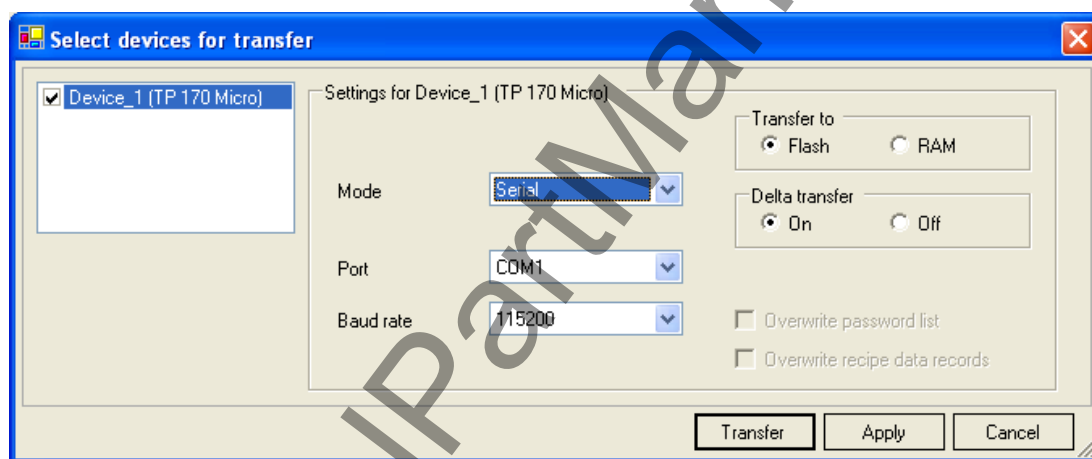 Select devices for transfer
Device_1 (TP 170 Micro)
Settings for Device_1 (TP 170 Micro)
Mode
Serial
Port
COM1
Baud rate
115200
Transfer to
Flash
RAM
Delta transfer
On
Off
Overwrite password list
Overwrite recipe data records
Transfer
Apply
Cancel
IPartMar